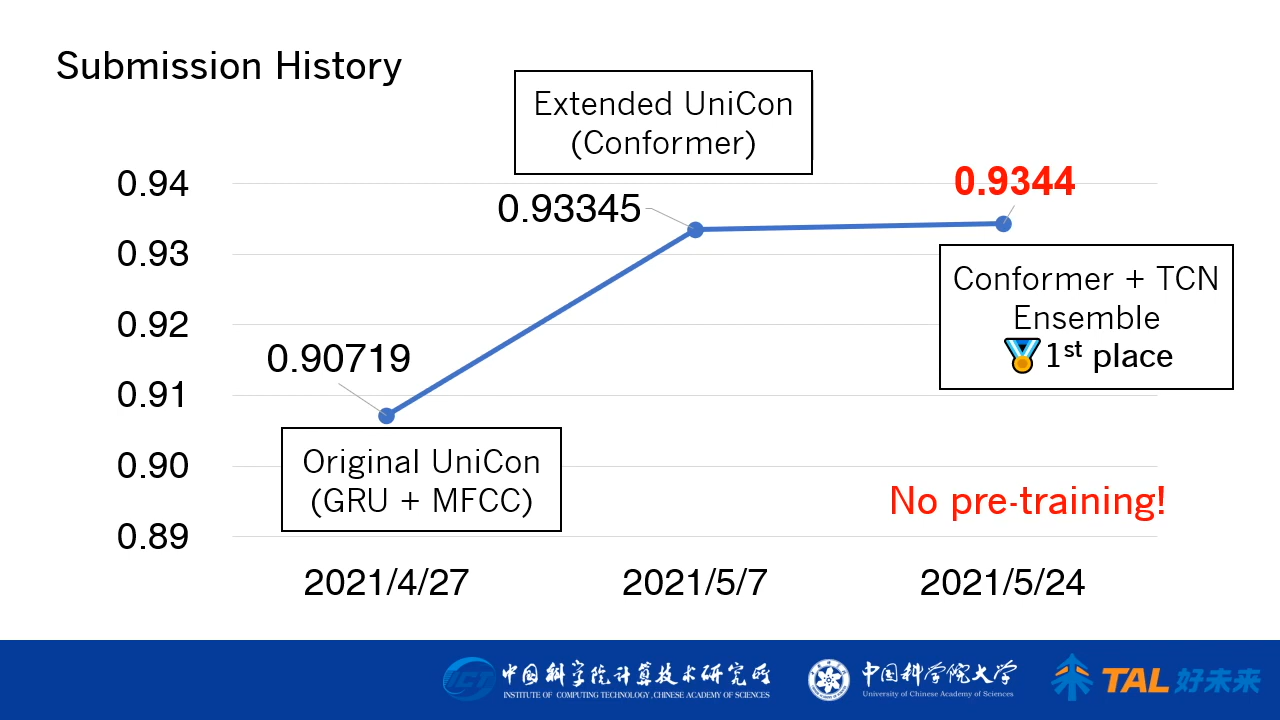 Submission History
Extended UniCon
(Conformer)
0.94
0.93
0.92
0.91
0.90
0.89
0.90719
0.93345
0.9344
Original UniCon
(GRU + MFCC)
Conformer + TCN
Ensemble
🏅1st place
No pre-training!
2021/4/27
2021/5/7
2021/5/24
ICT
中国科学院计算技术研究所
INSTITUTE OF COMPUTING TECHNOLOGY, CHINESE ACADEMY OF SCIENCES
中国科学院大学
University of Chinese Academy of Sciences
TAL 好未来